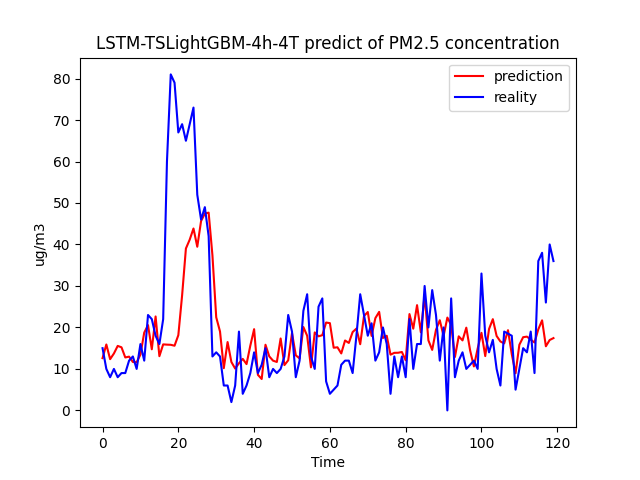 LSTM-TSLightGBM-4h-4T predict of PM2.5 concentration
prediction
reality
80
70
60
50
40
30
20
10
0
ug/m3
0 20 40 60 80 100 120
Time